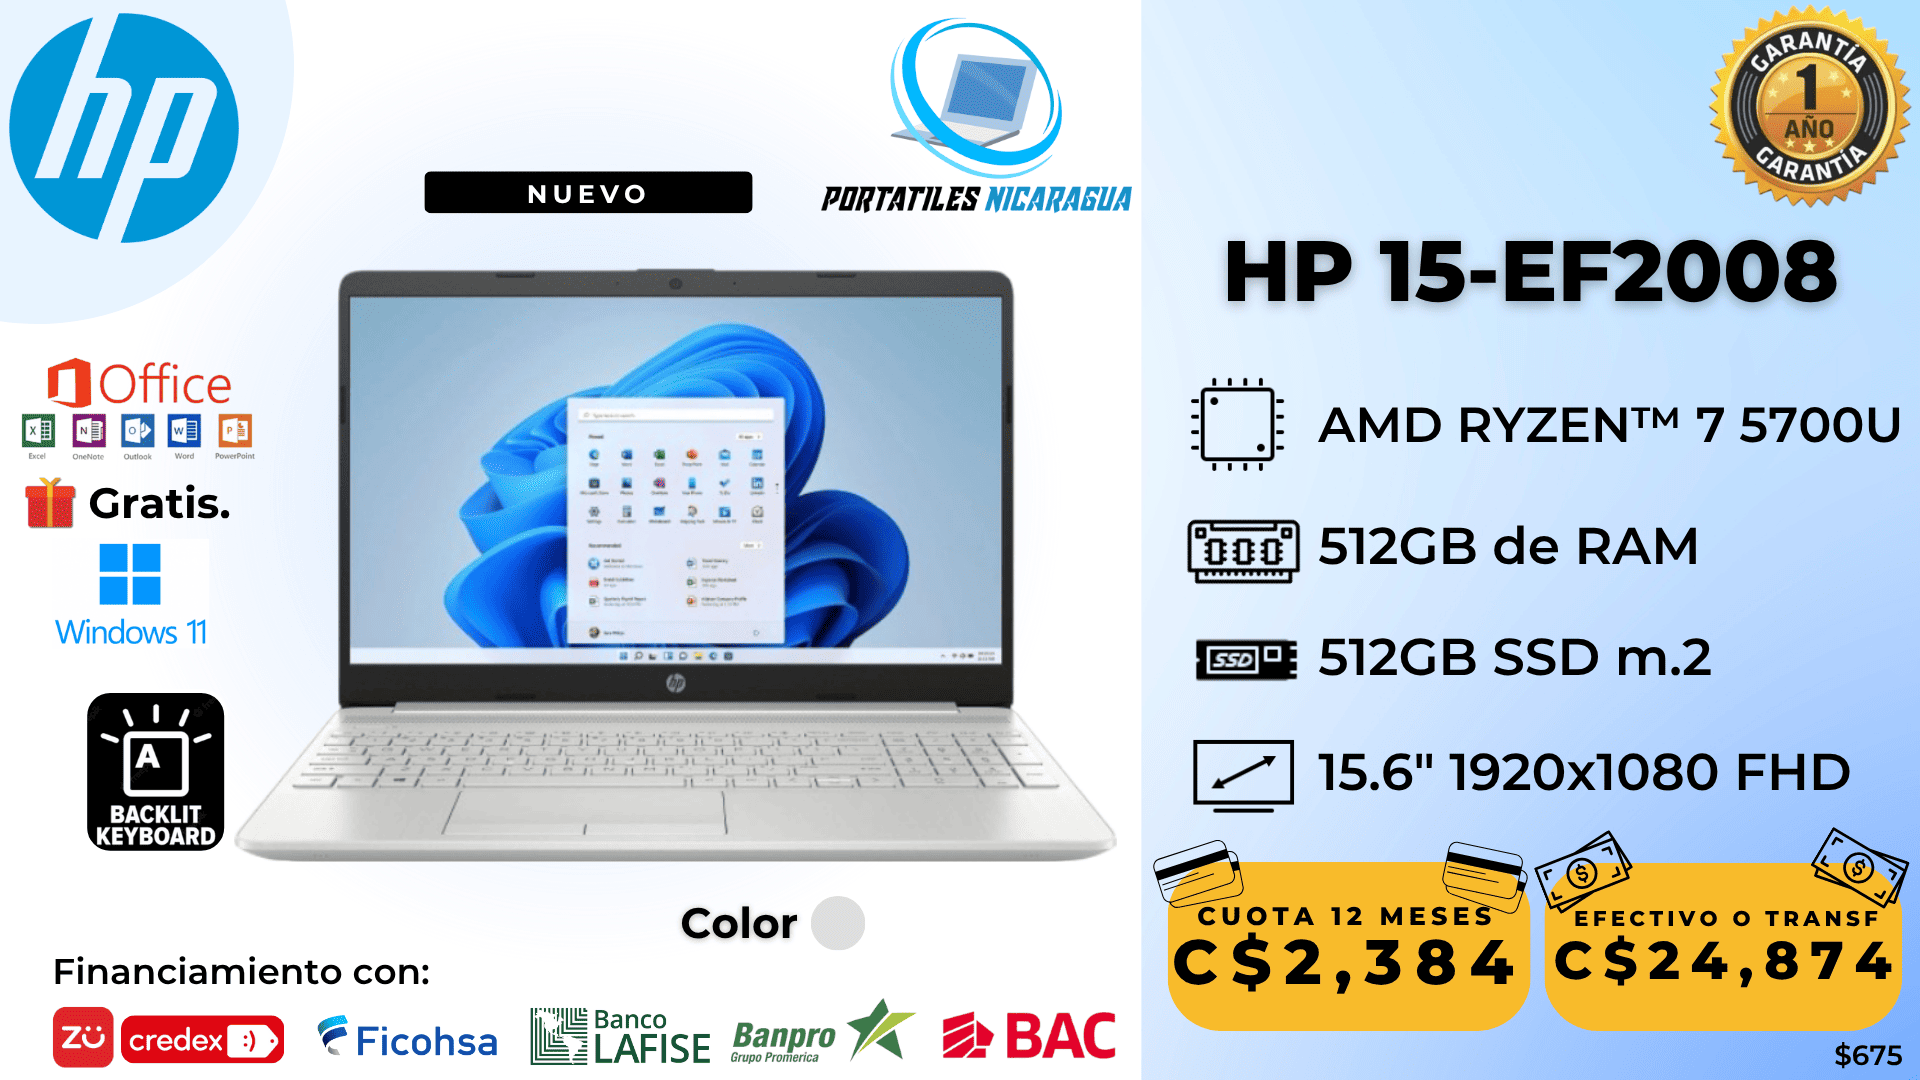 hp
NUEVO
PORTATILES NICARAGUA
GARANTÍA
1
AÑO
GARANTÍA
HP 15-EF2008
Office
Excel
OneNote
Outlook
Word
PowerPoint
Gratis.
Windows 11
A
BACKLIT
KEYBOARD
hp
AMD RYZEN™ 7 5700U
512GB de RAM
SSD
512GB SSD m.2
15.6" 1920x1080 FHD
Color
CUOTA 12 MESES
C$2,384
EFECTIVO O TRANSF
C$24,874
Financiamiento con:
ZU
credex
Ficohsa
Banco
LAFISE
Banpro
Grupo Promerica
BAC
$675